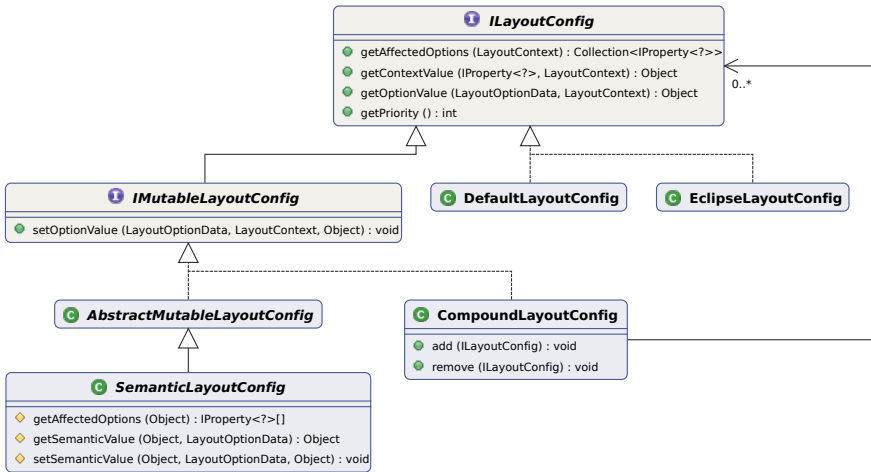 I ILayoutConfig
getAffectedOptions (LayoutContext) : Collection<IProperty<?>>
getContextValue (IProperty<?>, LayoutContext) : Object
getOptionValue (LayoutOptionData, LayoutContext) : Object
getPriority () : int
0..*
I IMutableLayoutConfig
setOptionValue (LayoutOptionData, LayoutContext, Object) : void
C DefaultLayoutConfig
C EclipseLayoutConfig
C AbstractMutableLayoutConfig
C CompoundLayoutConfig
add (ILayoutConfig) : void
remove (ILayoutConfig) : void
C SemanticLayoutConfig
getAffectedOptions (Object) : IProperty<?>[]
getSemanticValue (Object, LayoutOptionData) : Object
setSemanticValue (Object, LayoutOptionData, Object) : void